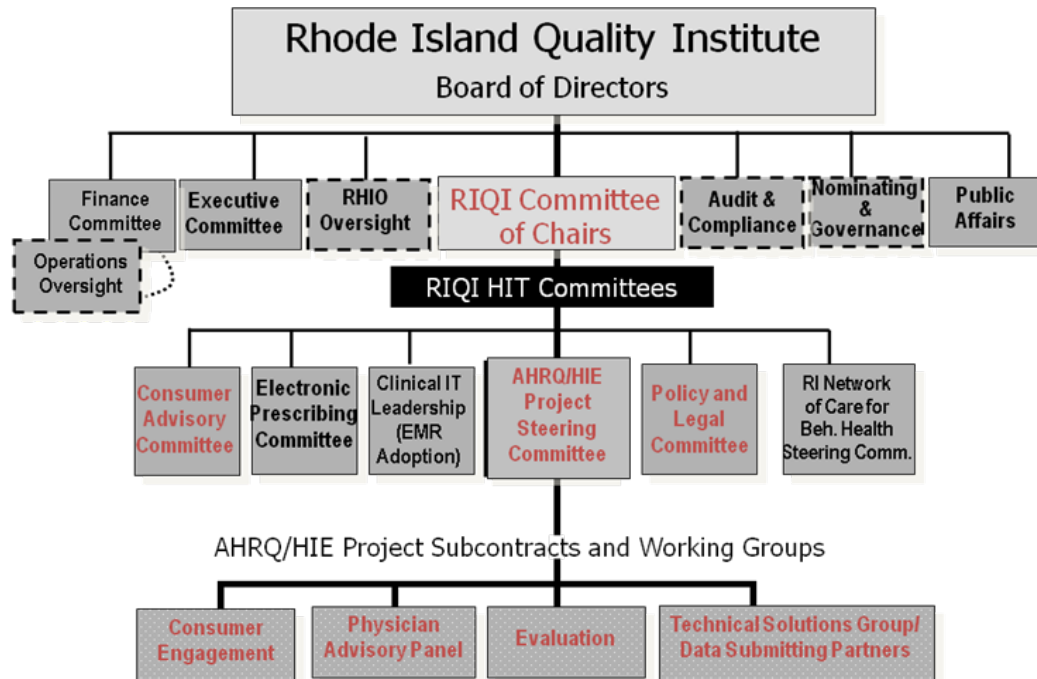 Rhode Island Quality Institute
Board of Directors
Finance
Committee
Operations
Oversight
Executive
Committee
RHIO
Oversight
RIQI Committee
of Chairs
Audit &
Compliance
Nominating
&
Governance
Public
Affairs
RIQI HIT Committees
Consumer
Advisory
Committee
Electronic
Prescribing
Committee
Clinical IT
Leadership
(EMR
Adoption)
AHRQ/HIE
Project
Steering
Committee
Policy and
Legal
Committee
RI Network
of Care for
Beh. Health
Steering Comm.
AHRQ/HIE Project Subcontracts and Working Groups
Consumer
Engagement
Physician
Advisory Panel
Evaluation
Technical Solutions Group/
Data Submitting Partners